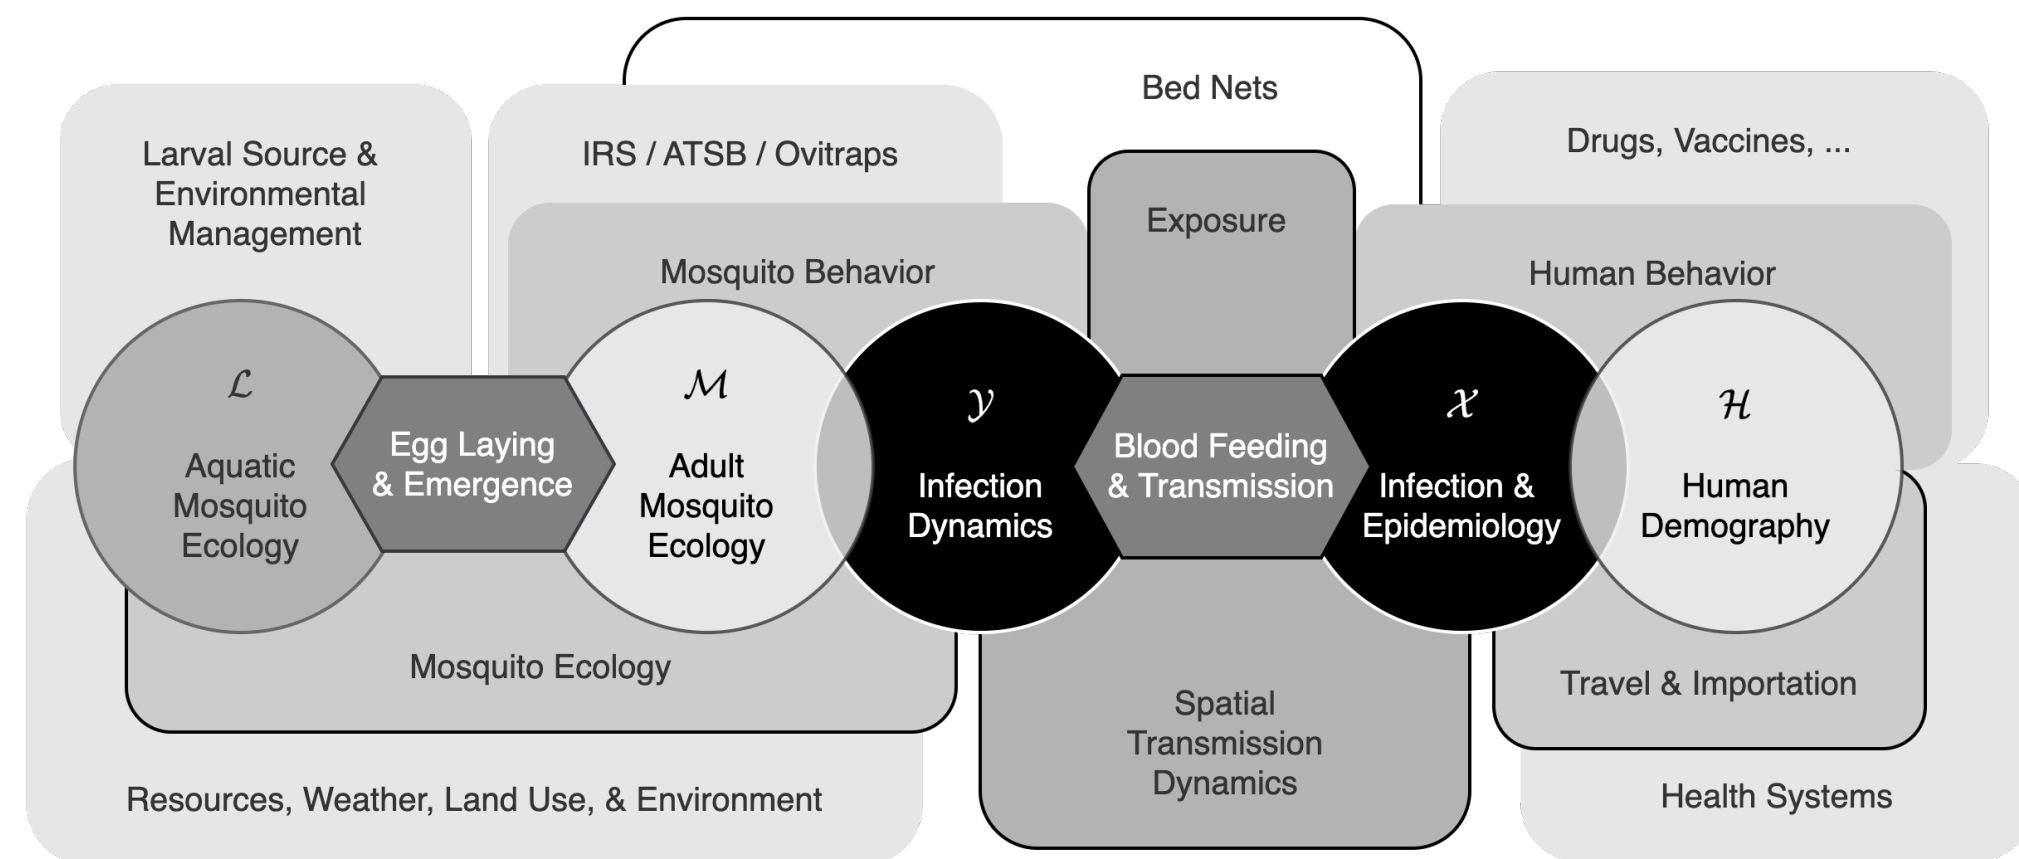 Bed Nets
Larval Source &
Environmental
Management
IRS / ATSB / Ovitraps
Drugs, Vaccines, ...
Exposure
Mosquito Behavior
Human Behavior
ℒ
Aquatic
Mosquito
Ecology
Egg Laying
& Emergence
ℳ
Adult
Mosquito
Ecology
𝒴
Infection
Dynamics
Blood Feeding
& Transmission
𝒳
Infection &
Epidemiology
ℋ
Human
Demography
Mosquito Ecology
Spatial
Transmission
Dynamics
Travel & Importation
Resources, Weather, Land Use, & Environment
Health Systems